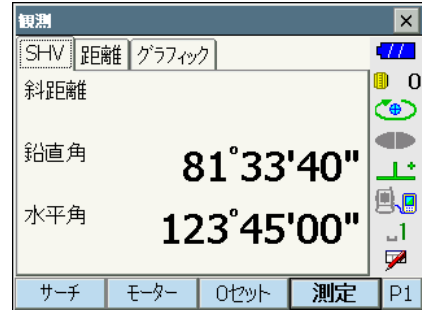 観測
SHV 距離 グラフィック
斜距離
0
鉛直角 81°33'40"
水平角 123°45'00"
1
サーチ モーター 0セット 測定 P1